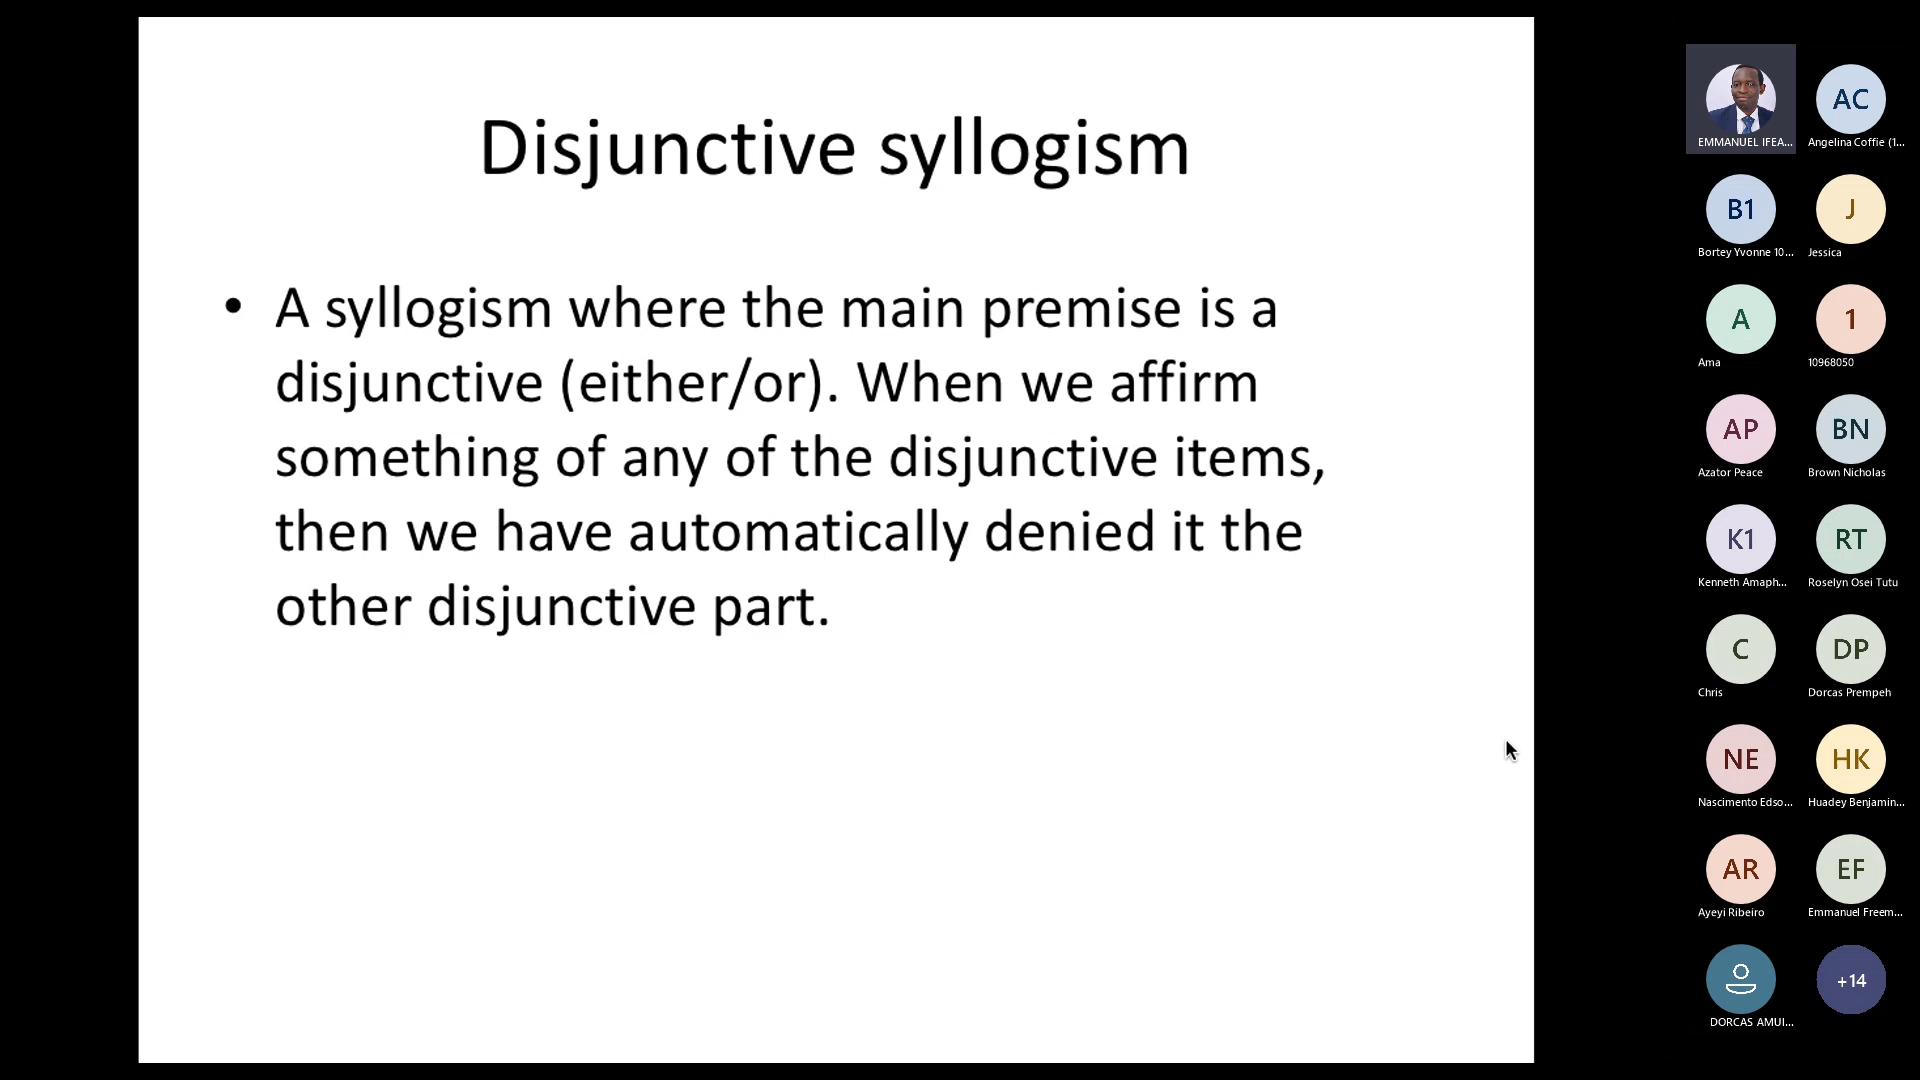 Disjunctive syllogism
• A syllogism where the main premise is a
disjunctive (either/or). When we affirm
something of any of the disjunctive items,
then we have automatically denied it the
other disjunctive part.
EMMANUEL IFEA...
AC
Angelina Coffie (1...
B1
Bortey Yvonne 10...
J
Jessica
A
Ama
1
10968050
AP
Azator Peace
BN
Brown Nicholas
K1
Kenneth Amaph...
RT
Roselyn Osei Tutu
C
Chris
DP
Dorcas Prempeh
NE
Nascimento Edso...
HK
Huadey Benjamin...
AR
Ayeyi Ribeiro
EF
Emmanuel Freem...
DORCAS AMUI...
+14